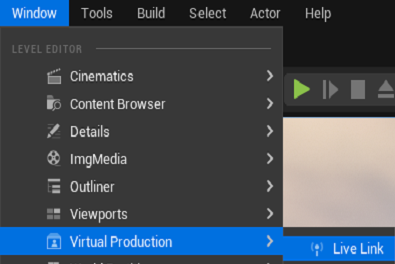 Window Tools Build Select Actor Help
LEVEL EDITOR
Cinematics
Content Browser
Details
ImgMedia
Outliner
Viewports
Virtual Production
Live Link